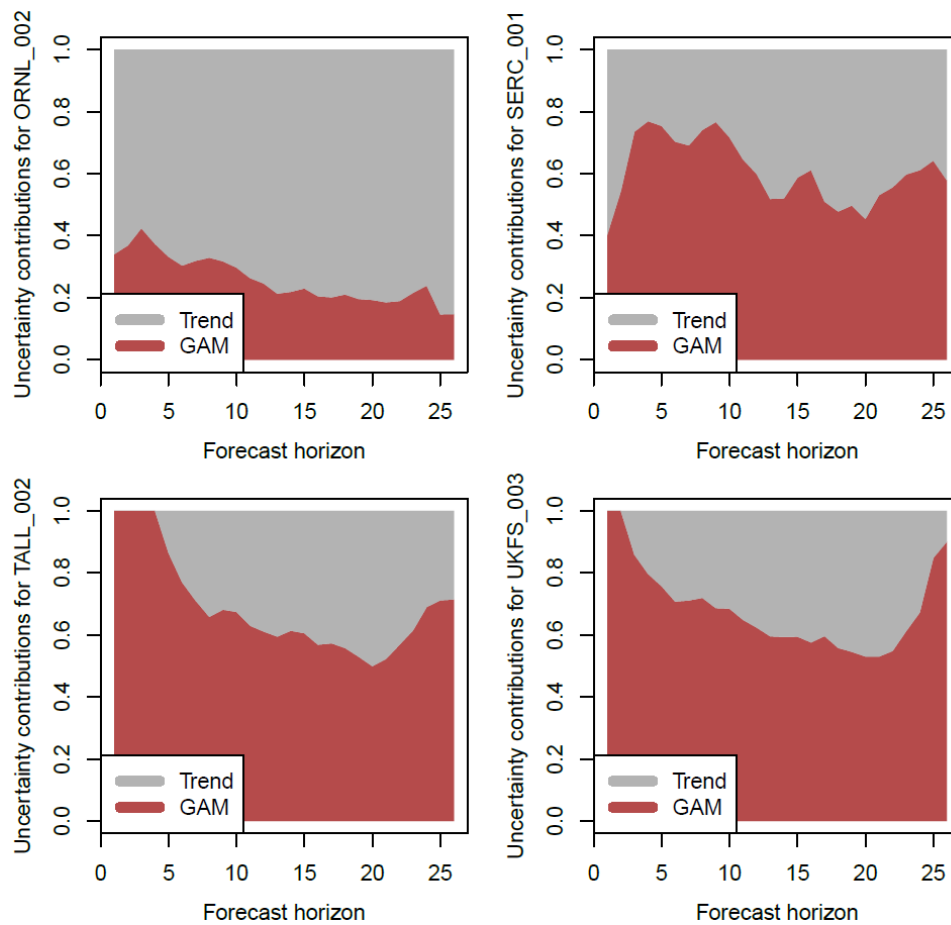 Uncertainty contributions for ORNL_002
1.0
0.8
0.6
0.4
0.2
0.0
Trend
GAM
0 5 10 15 20 25
Forecast horizon
Uncertainty contributions for SERC_001
1.0
0.8
0.6
0.4
0.2
0.0
Trend
GAM
0 5 10 15 20 25
Forecast horizon
Uncertainty contributions for TALL_002
1.0
0.8
0.6
0.4
0.2
0.0
Trend
GAM
0 5 10 15 20 25
Forecast horizon
Uncertainty contributions for UKFS_003
1.0
0.8
0.6
0.4
0.2
0.0
Trend
GAM
0 5 10 15 20 25
Forecast horizon